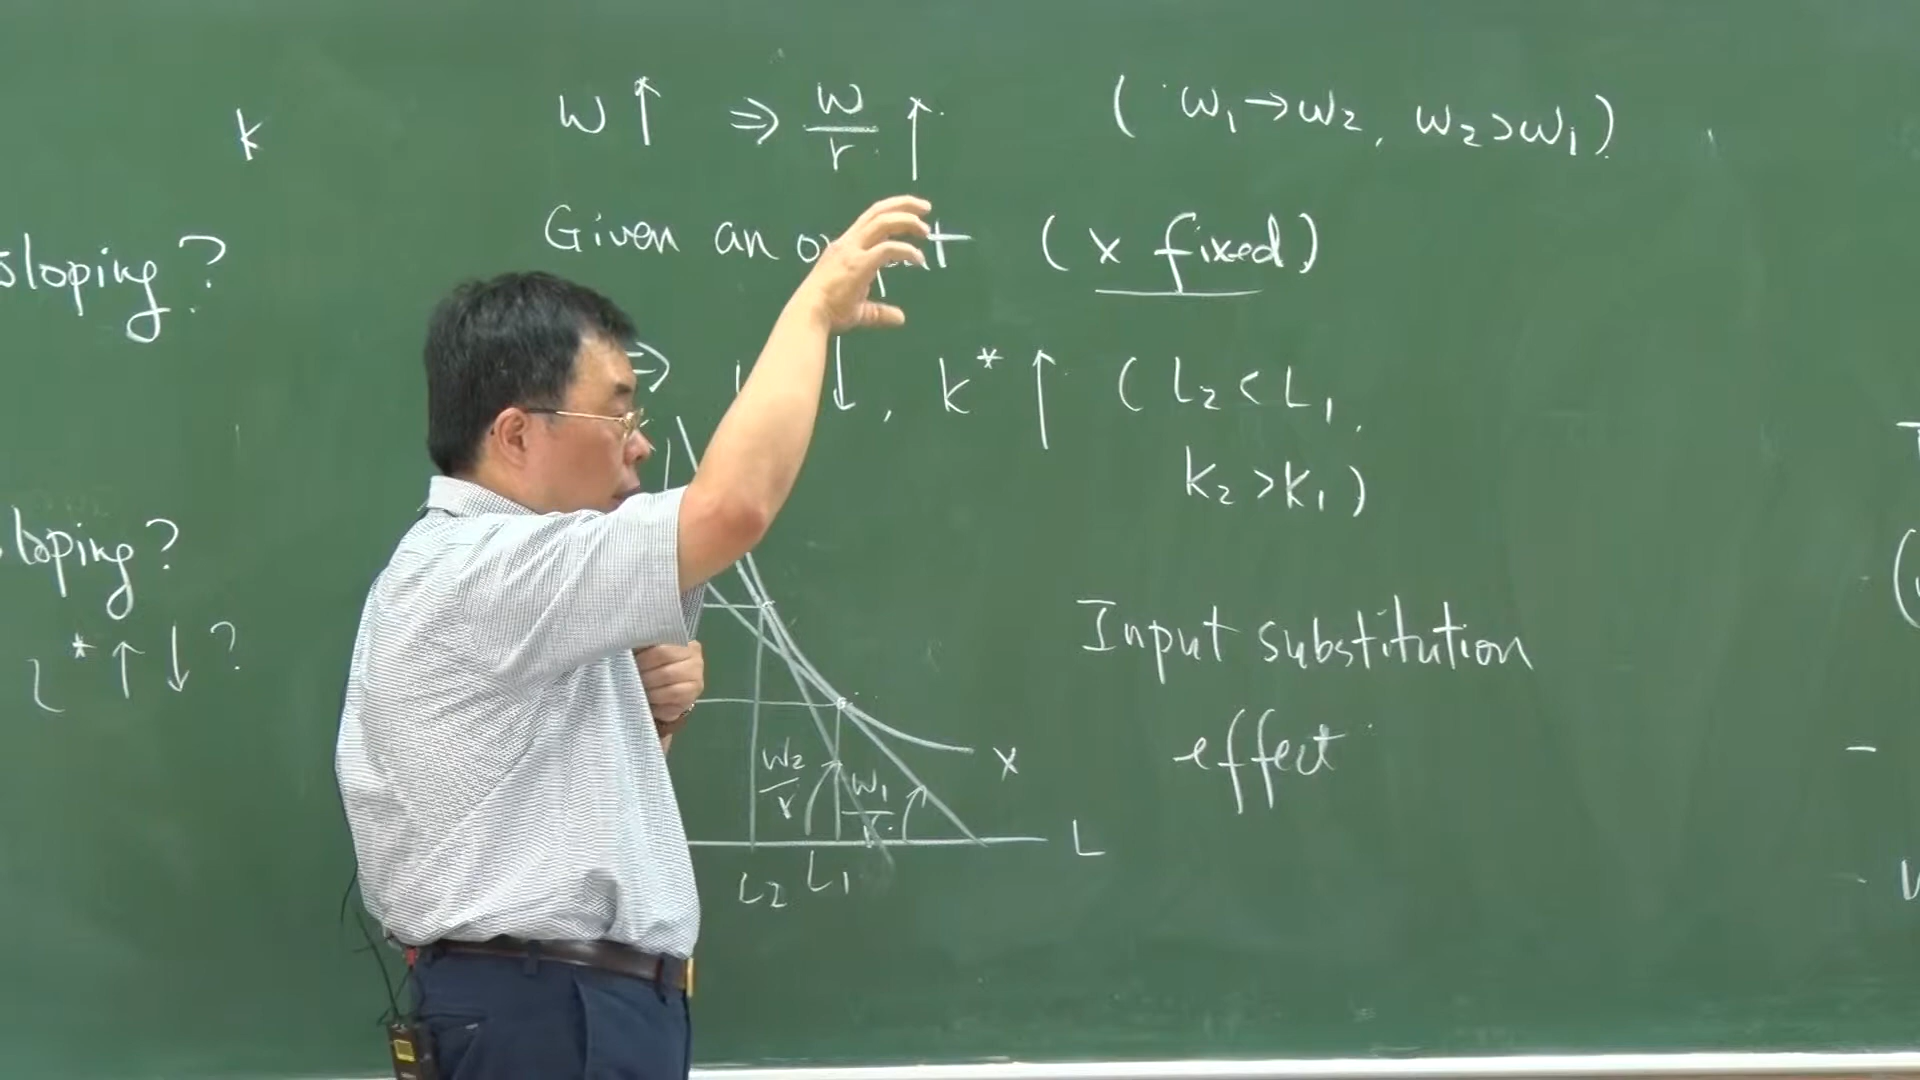 k
sloping?
loping?
L* ↑ ↓ ?
w ↑ ⇒ w/r ↑ ( w₁ → w₂, w₂ > w₁ )
Given an ( x fixed )
⇒ ↓ , k* ↑ ( L₂ < L₁,
k₂ > k₁ )
Input substitution
effect
x
w₂/r w₁/r
L
L₂ L₁